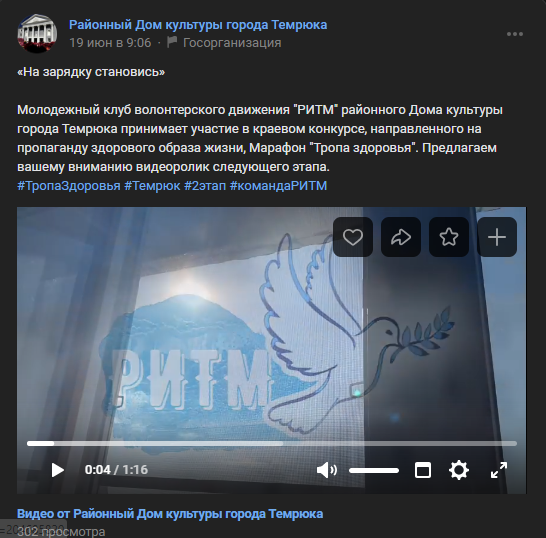 Районный Дом культуры города Темрюка
19 июн в 9:06 · Госорганизация
«На зарядку становись»
Молодежный клуб волонтерского движения "РИТМ" районного Дома культуры
города Темрюка принимает участие в краевом конкурсе, направленного на
пропаганду здорового образа жизни, Марафон "Тропа здоровья". Предлагаем
вашему вниманию видеоролик следующего этапа.
#ТропаЗдоровья #Темрюк #2этап #командаРИТМ
РИТМ
0:04 / 1:16
Видео от Районный Дом культуры города Темрюка
302 просмотра